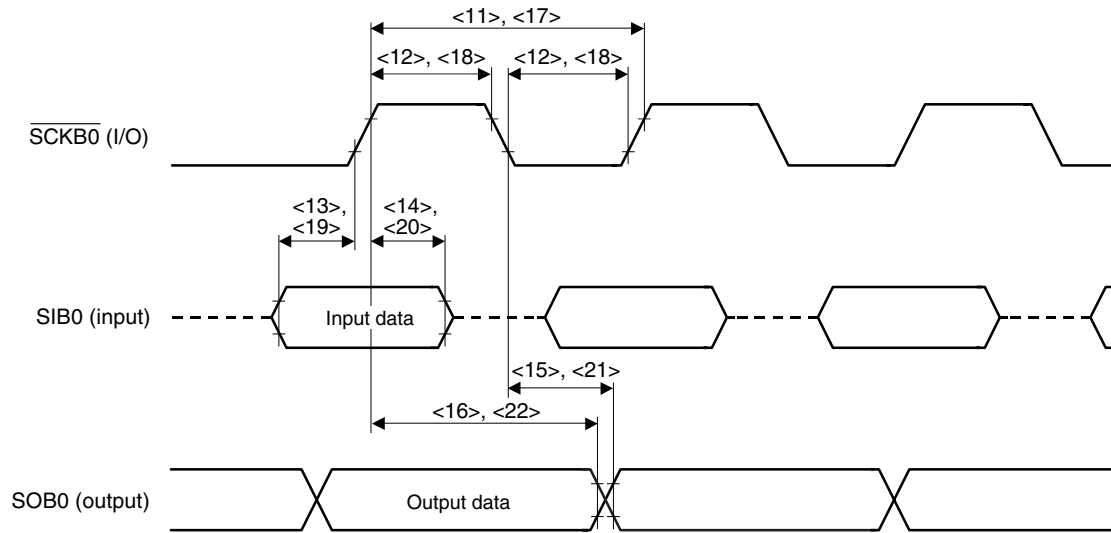 <11>, <17>
<12>, <18> <12>, <18>
SCKB0 (I/O)
<13>, <14>,
<19> <20>
SIB0 (input) Input data
<15>, <21>
<16>, <22>
SOB0 (output) Output data